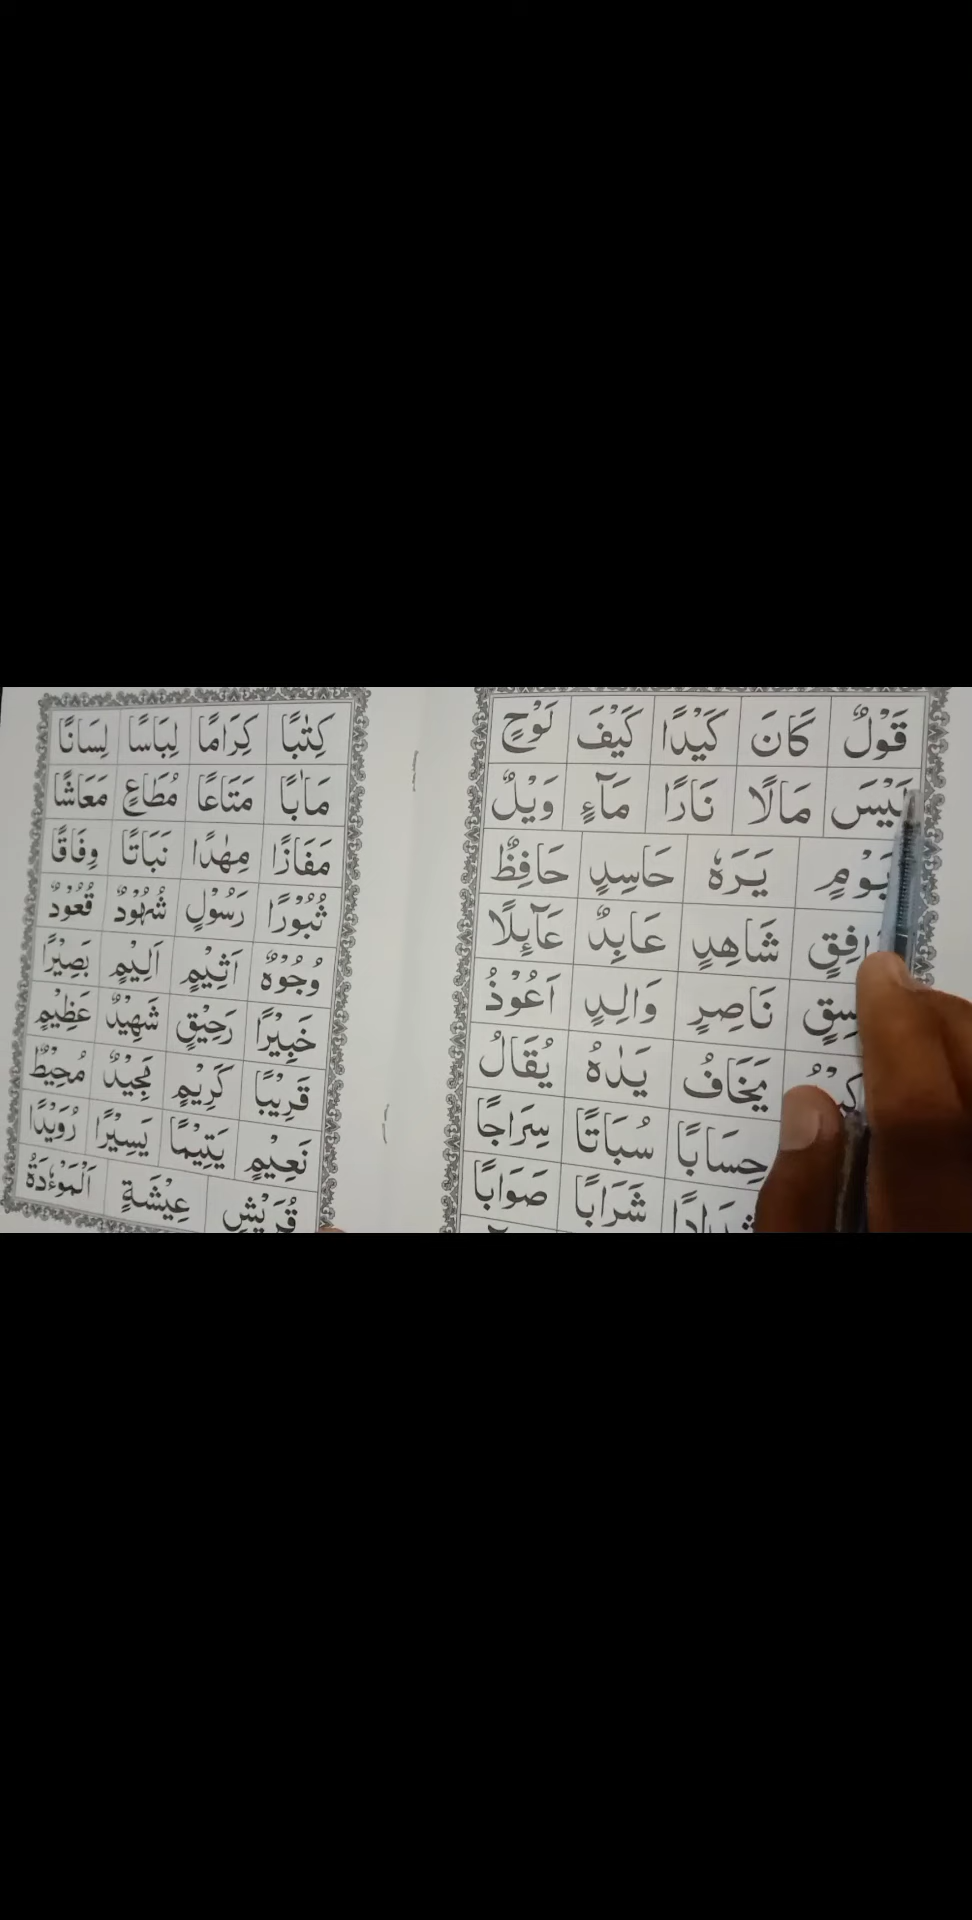 قَوْلٌ كَانَ كَيْدًا كَيْفَ لَوْحٍ
لَيْسَ مَالًا نَارًا مَآءٍ وَيْلٌ
يَوْمٍ يَرَهٗ حَاسِدٍ حَافِظٌ
شَاهِدٍ عَابِدٌ عَآئِلًا
نَاصِرٍ وَالِدٍ اَعُوْذُ
يَخَافُ يَدٰهُ يُقَالُ
حِسَابًا سُبَاتًا سِرَاجًا
شَرَابًا صَوَابًا
كِتٰبًا كِرَامًا لِبَاسًا لِسَانًا
مَاٰبًا مَتَاعًا مُطَاعٍ مَعَاشًا
مَفَازًا مِهٰدًا نَبَاتًا وِفَاقًا
ثُبُوْرًا رَسُوْلٍ شُهُوْدٌ قُعُوْدٌ
وُجُوْهٌ اَثِيْمٍ اَلِيْمٍ بَصِيْرًا
خَبِيْرًا رَحِيْقٍ شَهِيْدٌ عَظِيْمٍ
قَرِيْبًا كَرِيْمٍ مَجِيْدٌ مُحِيْطٌ
نَعِيْمٍ يَتِيْمًا يَسِيْرًا رُوَيْدًا
قُرَيْشٍ عِيْشَةٍ اَلْمَوْءٗدَةُ